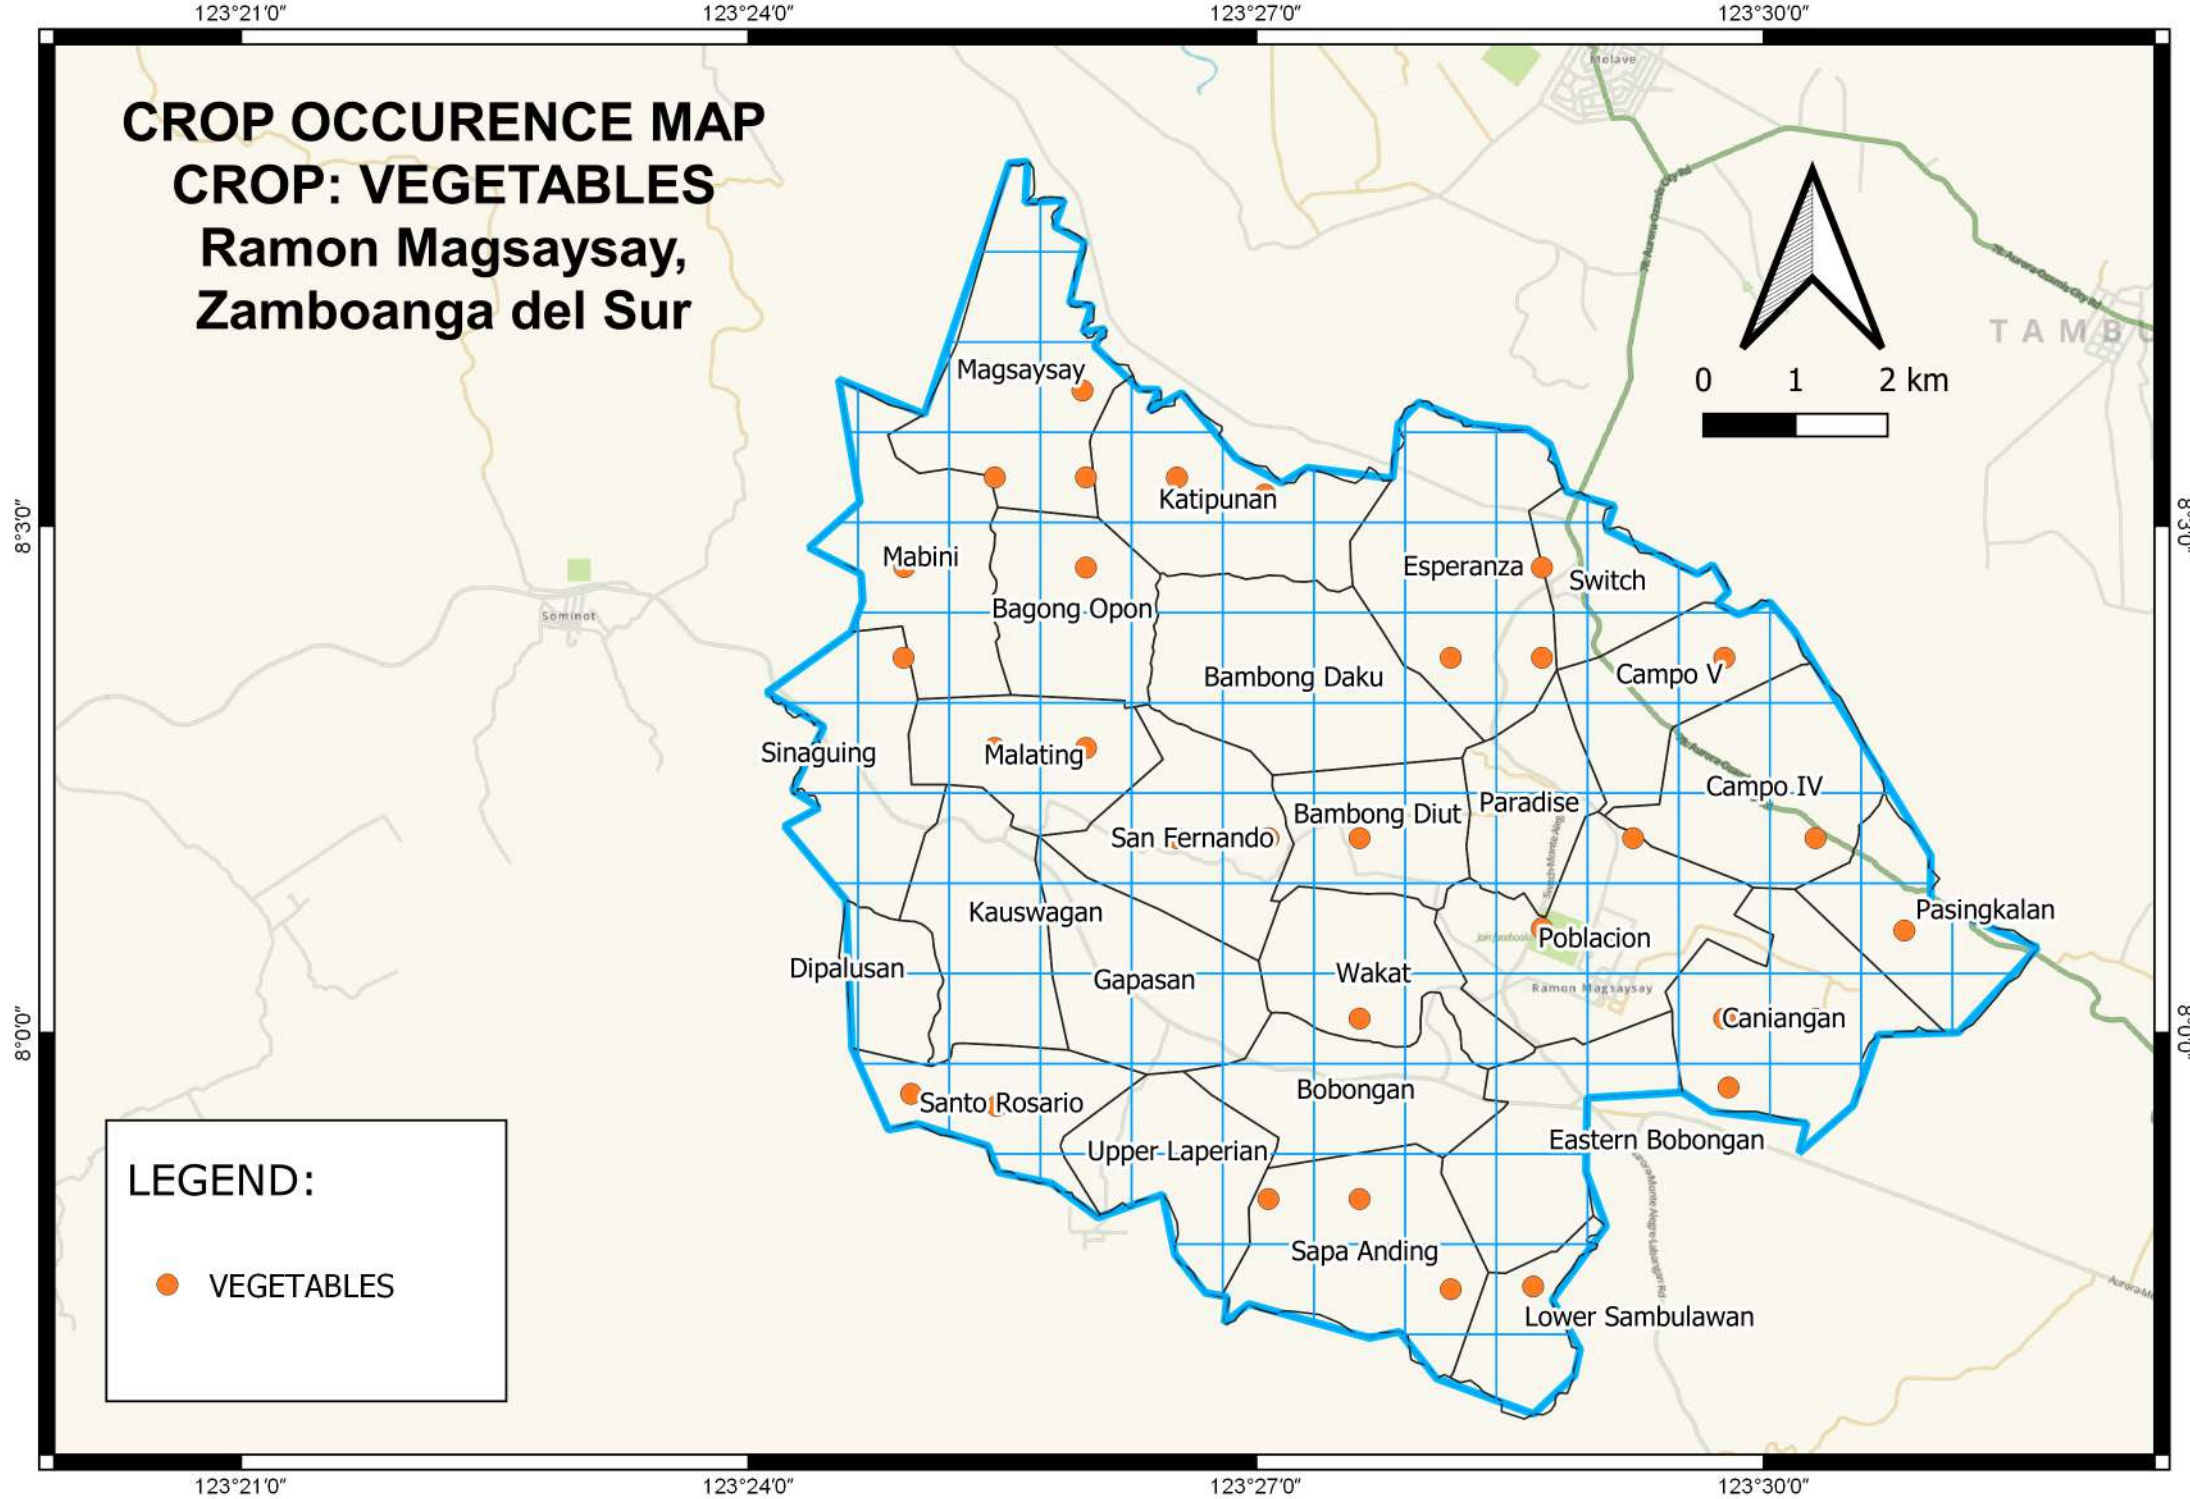 123°21'0"
123°24'0"
123°27'0"
123°30'0"
Molave
CROP OCCURENCE MAP
CROP: VEGETABLES
Ramon Magsaysay,
Zamboanga del Sur
TAMBU
0 1 2 km
Magsaysay
Katipunan
8°3'0"
8°3'0"
Mabini
Esperanza
Switch
Sominot
Bagong Opon
Bambong Daku
Campo V
Sinaguing
Malating
Campo IV
Paradise
Bambong Diut
San Fernando
Kauswagan
Pasingkalan
Poblacion
Dipalusan
Gapasan
Wakat
Ramon Magsaysay
Caniangan
8°0'0"
8°0'0"
Bobongan
Santo Rosario
Eastern Bobongan
Upper Laperian
LEGEND:
Sapa Anding
VEGETABLES
Lower Sambulawan
123°21'0"
123°24'0"
123°27'0"
123°30'0"